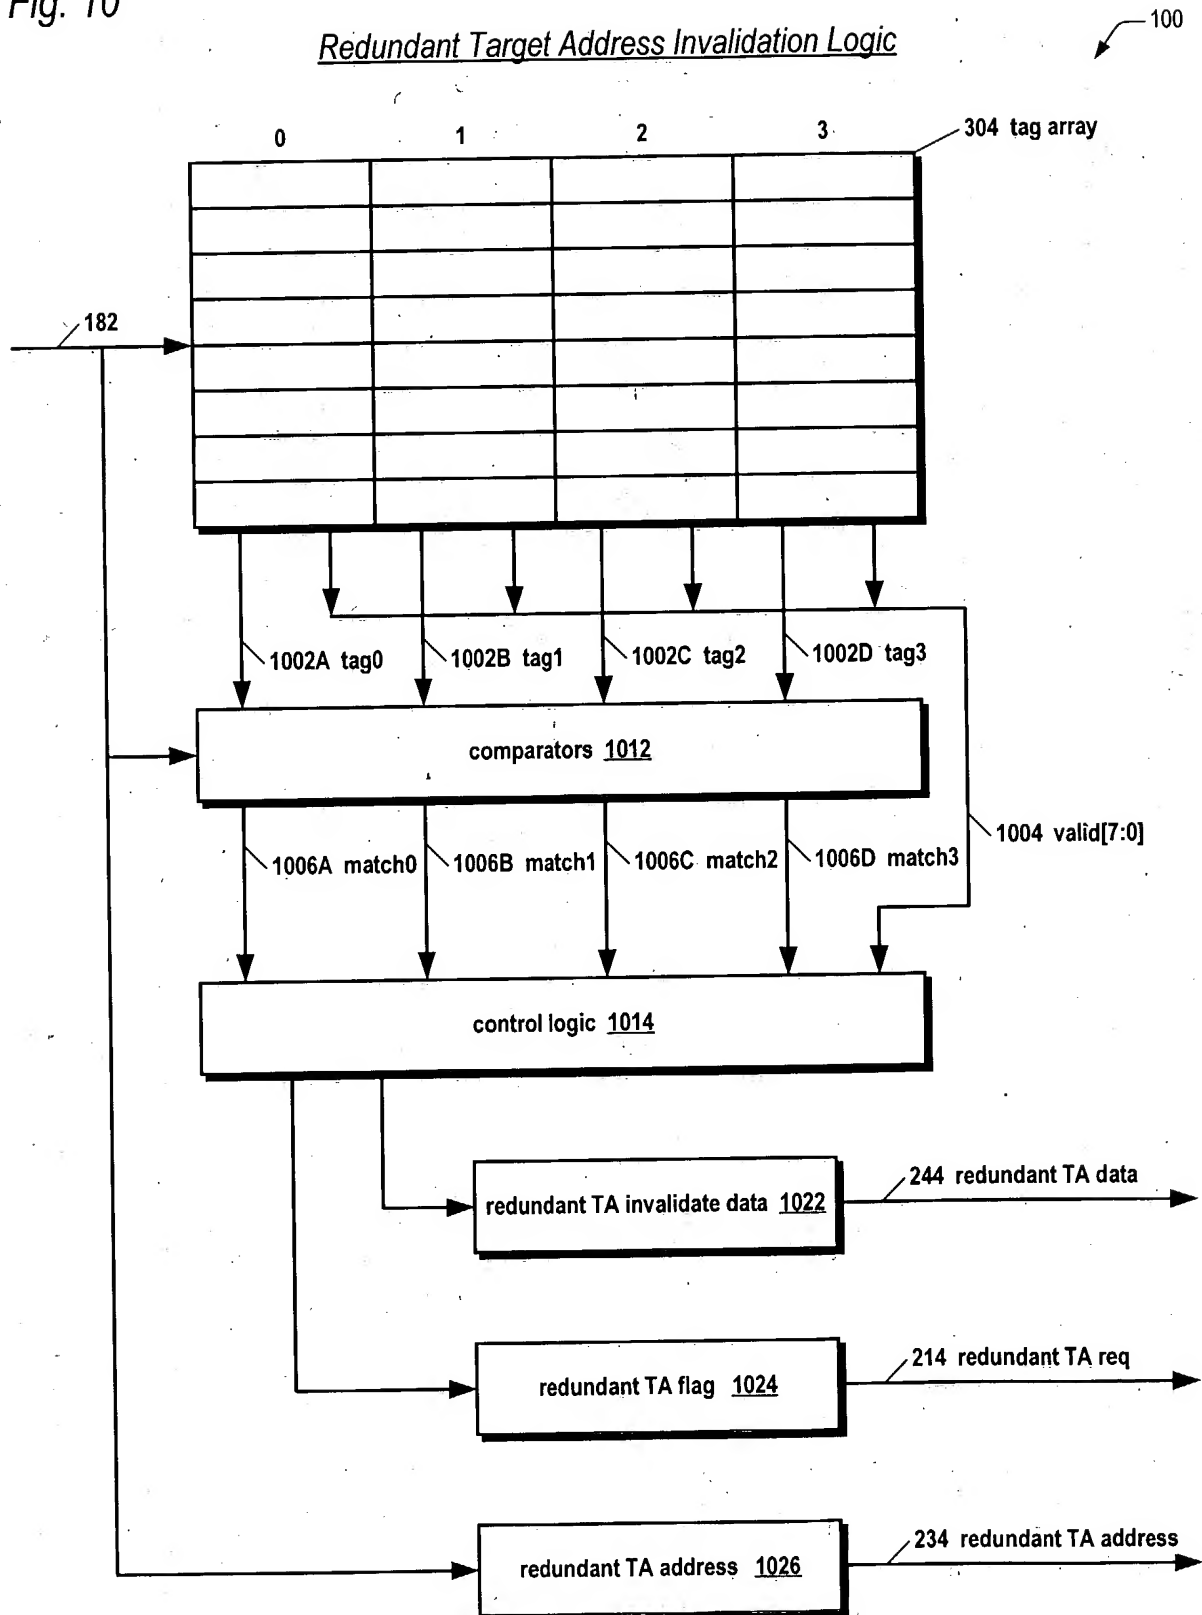 Fig. 10
100
Redundant Target Address Invalidation Logic
0 1 2 3
304 tag array
182
1002A tag0 1002B tag1 1002C tag2 1002D tag3
comparators 1012
1004 valid[7:0]
1006A match0 1006B match1 1006C match2 1006D match3
control logic 1014
redundant TA invalidate data 1022
244 redundant TA data
redundant TA flag 1024
214 redundant TA req
redundant TA address 1026
234 redundant TA address